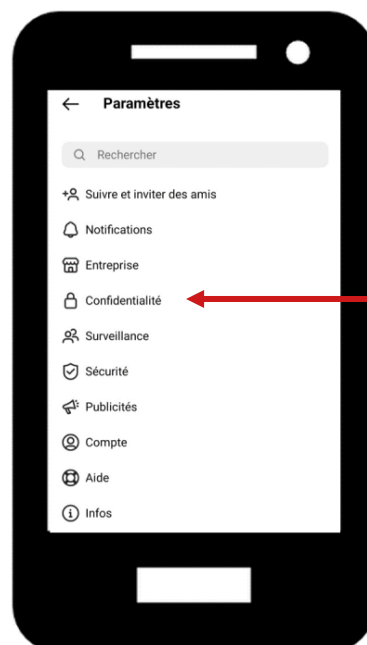 Paramètres
Rechercher
Suivre et inviter des amis
Notifications
Entreprise
Confidentialité
Surveillance
Sécurité
Publicités
Compte
Aide
Infos